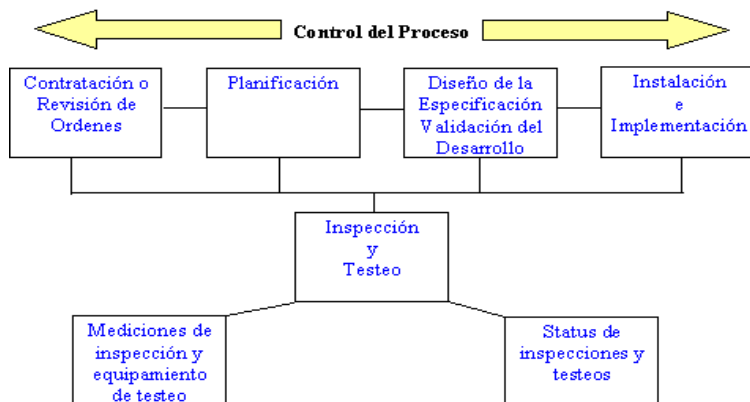 Control del Proceso
Contratación o
Revisión de
Ordenes
Planificación
Diseño de la
Especificación
Validación del
Desarrollo
Instalación
e
Implementación
Inspección
y
Testeo
Mediciones de
inspección y
equipamiento
de testeo
Status de
inspecciones y
testeos